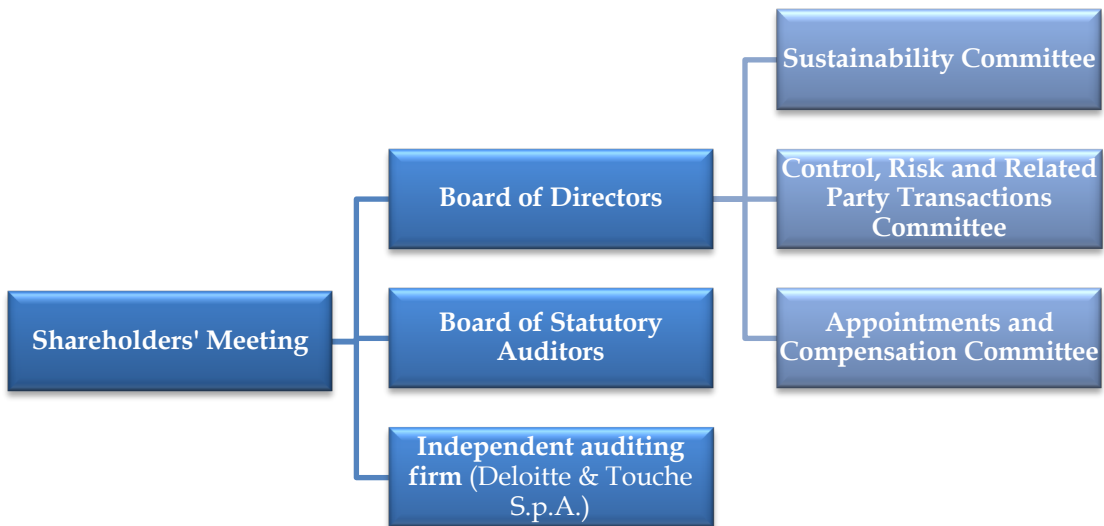 Shareholders' Meeting
Board of Directors
Board of Statutory
Auditors
Independent auditing
firm (Deloitte & Touche
S.p.A.)
Sustainability Committee
Control, Risk and Related
Party Transactions
Committee
Appointments and
Compensation Committee